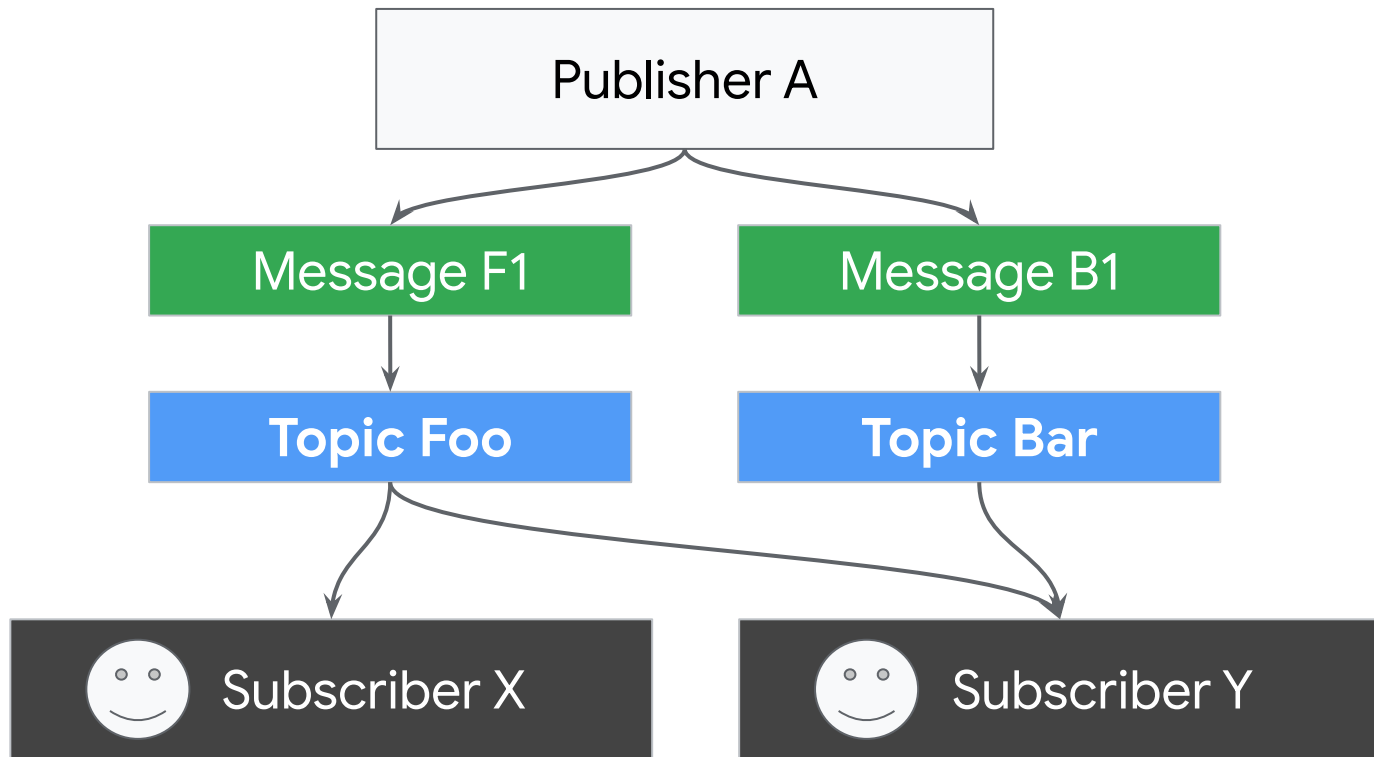 Publisher A
Message F1
Message B1
Topic Foo
Topic Bar
Subscriber X
Subscriber Y